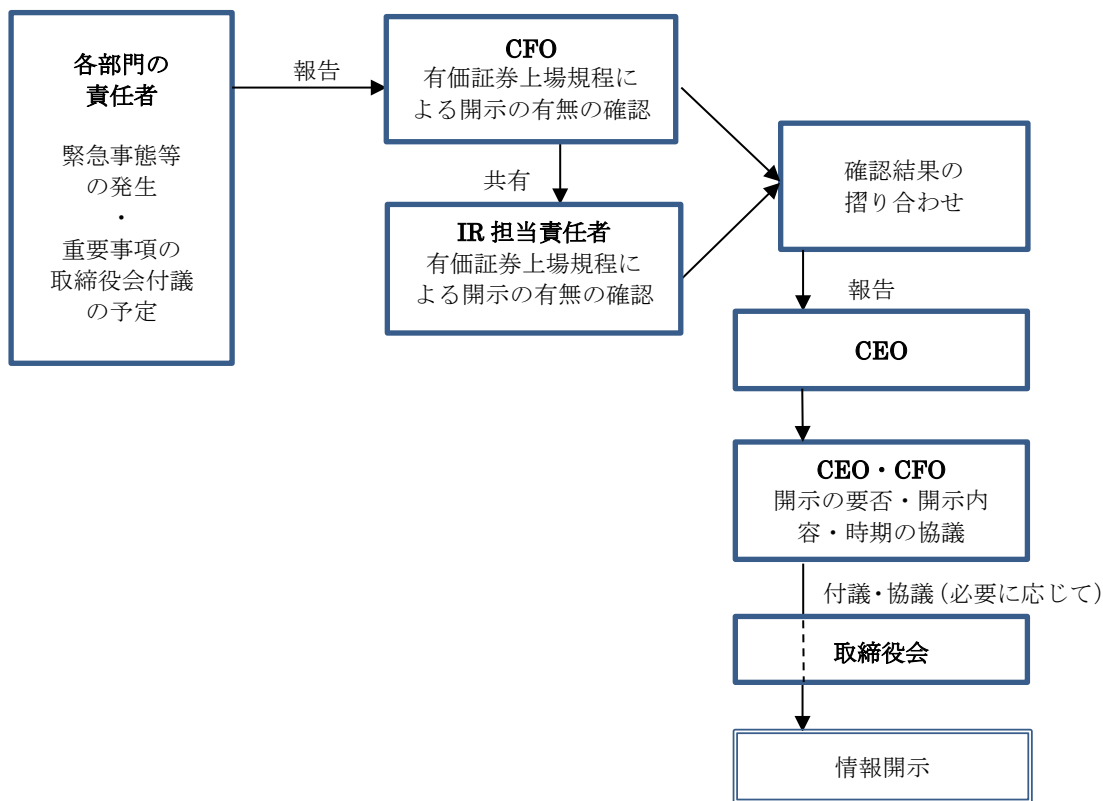 各部門の
責任者
緊急事態等
の発生
・
重要事項の
取締役会付議
の予定
報告
CFO
有価証券上場規程に
よる開示の有無の確認
共有
IR 担当責任者
有価証券上場規程に
よる開示の有無の確認
確認結果の
摺り合わせ
報告
CEO
CEO・CFO
開示の要否・開示内
容・時期の協議
付議・協議（必要に応じて）
取締役会
情報開示